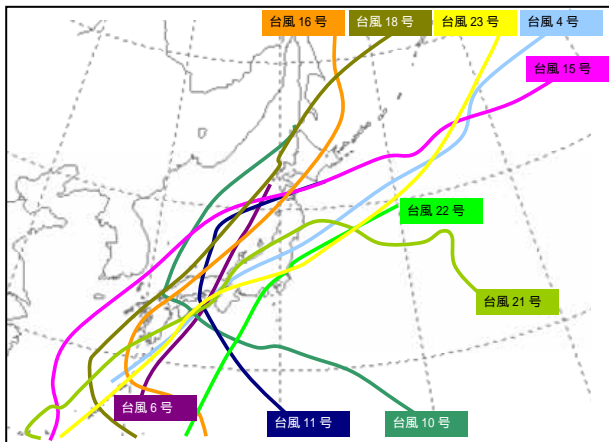 台風 16 号
台風 18 号
台風 23 号
台風 4 号
台風 15 号
台風 22 号
台風 21 号
台風 6 号
台風 11 号
台風 10 号